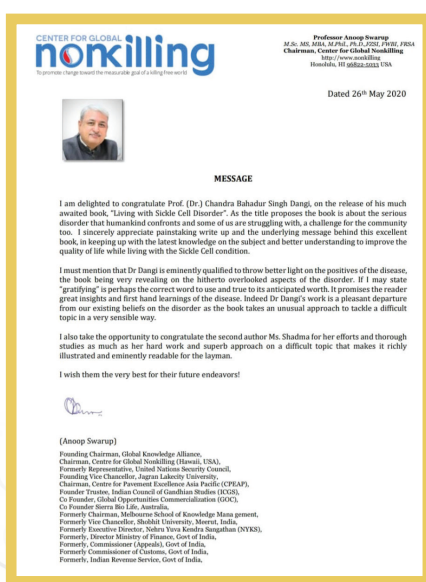 CENTER FOR GLOBAL
nonkilling
To promote change toward the measurable goal of a killing free world
Professor Anoop Swarup
M.Sc. MS, MBA, M.Phil., Ph.D.,FZSI, FWBI, FRSA
Chairman, Center for Global Nonkilling
http://www.nonkilling
Honolulu, HI 96822-2033 USA
Dated 26th May 2020
MESSAGE
I am delighted to congratulate Prof. (Dr.) Chandra Bahadur Singh Dangi, on the release of his much
awaited book, “Living with Sickle Cell Disorder”. As the title proposes the book is about the serious
disorder that humankind confronts and some of us are struggling with, a challenge for the community
too. I sincerely appreciate painstaking write up and the underlying message behind this excellent
book, in keeping up with the latest knowledge on the subject and better understanding to improve the
quality of life while living with the Sickle Cell condition.
I must mention that Dr Dangi is eminently qualified to throw better light on the positives of the disease,
the book being very revealing on the hitherto overlooked aspects of the disorder. If I may state
“gratifying” is perhaps the correct word to use and true to its anticipated worth. It promises the reader
great insights and first hand learnings of the disease. Indeed Dr Dangi’s work is a pleasant departure
from our existing beliefs on the disorder as the book takes an unusual approach to tackle a difficult
topic in a very sensible way.
I also take the opportunity to congratulate the second author Ms. Shadma for her efforts and thorough
studies as much as her hard work and superb approach on a difficult topic that makes it richly
illustrated and eminently readable for the layman.
I wish them the very best for their future endeavors!
(Anoop Swarup)
Founding Chairman, Global Knowledge Alliance,
Chairman, Centre for Global Nonkilling (Hawaii, USA),
Formerly Representative, United Nations Security Council,
Founding Vice Chancellor, Jagran Lakecity University,
Chairman, Centre for Pavement Excellence Asia Pacific (CPEAP),
Founder Trustee, Indian Council of Gandhian Studies (ICGS),
Co Founder, Global Opportunities Commercialization (GOC),
Co Founder Sierra Bio Life, Australia,
Formerly Chairman, Melbourne School of Knowledge Mana gement,
Formerly Vice Chancellor, Shobhit University, Meerut, India,
Formerly Executive Director, Nehru Yuva Kendra Sangathan (NYKS),
Formerly, Director Ministry of Finance, Govt of India,
Formerly, Commissioner (Appeals), Govt of India,
Formerly Commissioner of Customs, Govt of India,
Formerly, Indian Revenue Service, Govt of India,